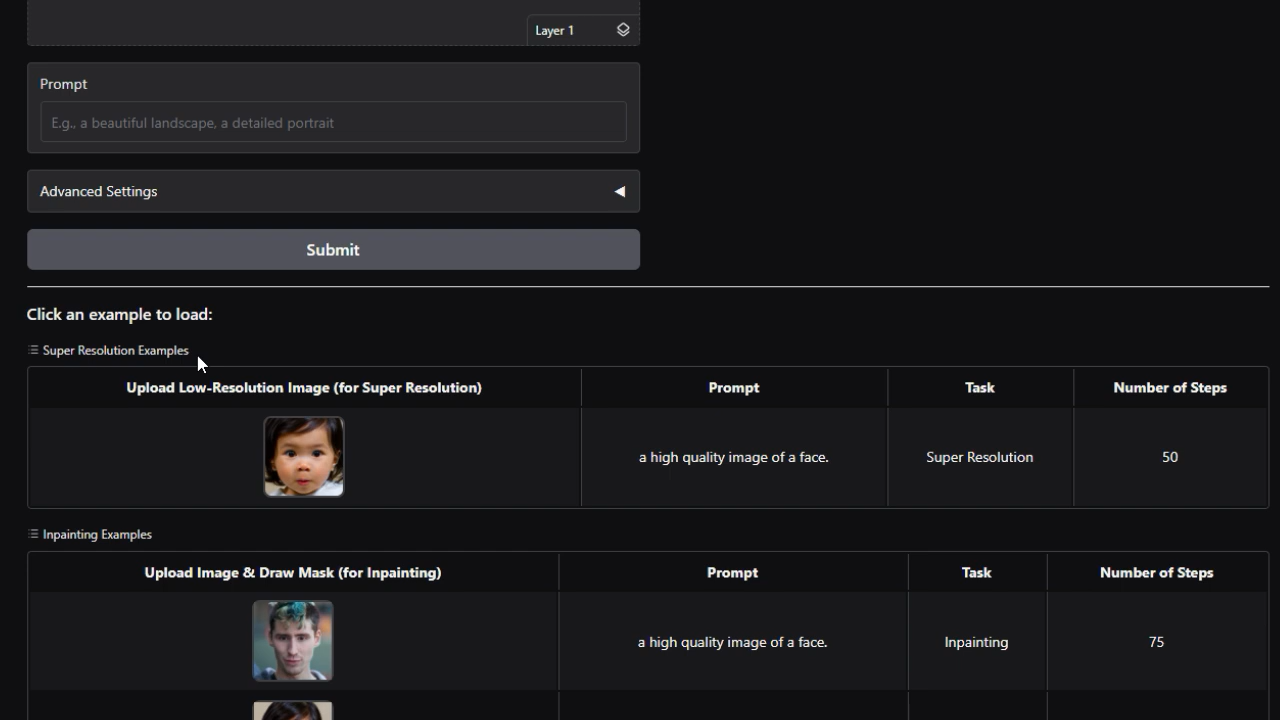 Layer 1
Prompt
E.g., a beautiful landscape, a detailed portrait
Advanced Settings
Submit
Click an example to load:
Super Resolution Examples
Upload Low-Resolution Image (for Super Resolution) Prompt Task Number of Steps
a high quality image of a face. Super Resolution 50
Inpainting Examples
Upload Image & Draw Mask (for Inpainting) Prompt Task Number of Steps
a high quality image of a face. Inpainting 75